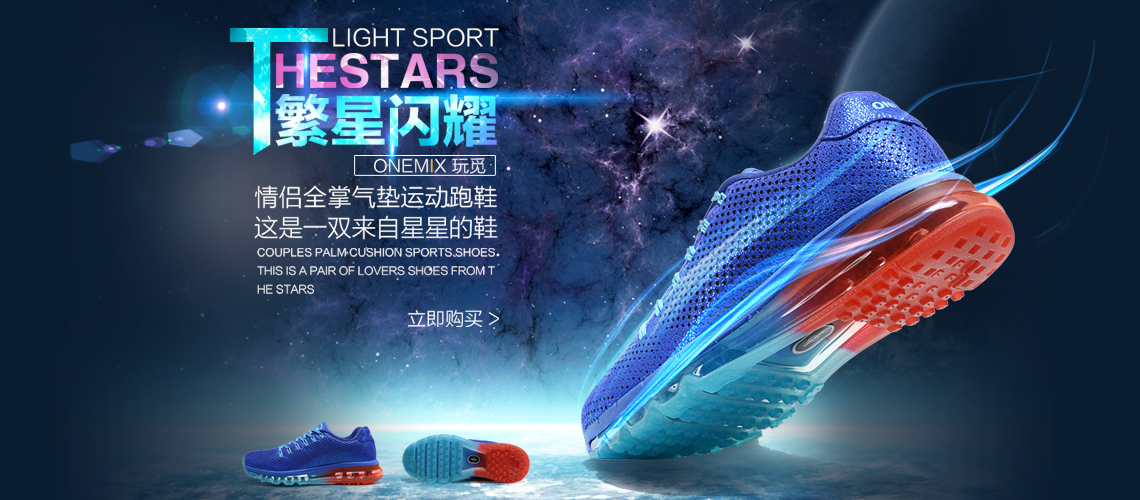 LIGHT SPORT
THESTARS
繁星闪耀
ONEMIX 玩觅
情侣全掌气垫运动跑鞋
这是一双来自星星的鞋
COUPLES PALM CUSHION SPORTS SHOES.
THIS IS A PAIR OF LOVERS SHOES FROM T
HE STARS
立即购买 >